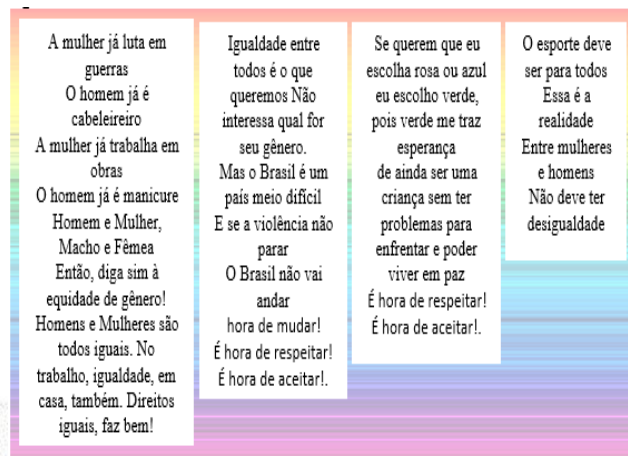 A mulher já luta em
guerras
O homem já é
cabeleireiro
A mulher já trabalha em
obras
O homem já é manicure
Homem e Mulher,
Macho e Fêmea
Então, diga sim à
equidade de gênero!
Homens e Mulheres são
todos iguais. No
trabalho, igualdade, em
casa, também. Direitos
iguais, faz bem!
Igualdade entre
todos é o que
queremos Não
interessa qual for
seu gênero.
Mas o Brasil é um
país meio difícil
E se a violência não
parar
O Brasil não vai
andar
hora de mudar!
É hora de respeitar!
É hora de aceitar!.
Se querem que eu
escolha rosa ou azul
eu escolho verde,
pois verde me traz
esperança
de ainda ser uma
criança sem ter
problemas para
enfrentar e poder
viver em paz
É hora de respeitar!
É hora de aceitar!.
O esporte deve
ser para todos
Essa é a
realidade
Entre mulheres
e homens
Não deve ter
desigualdade